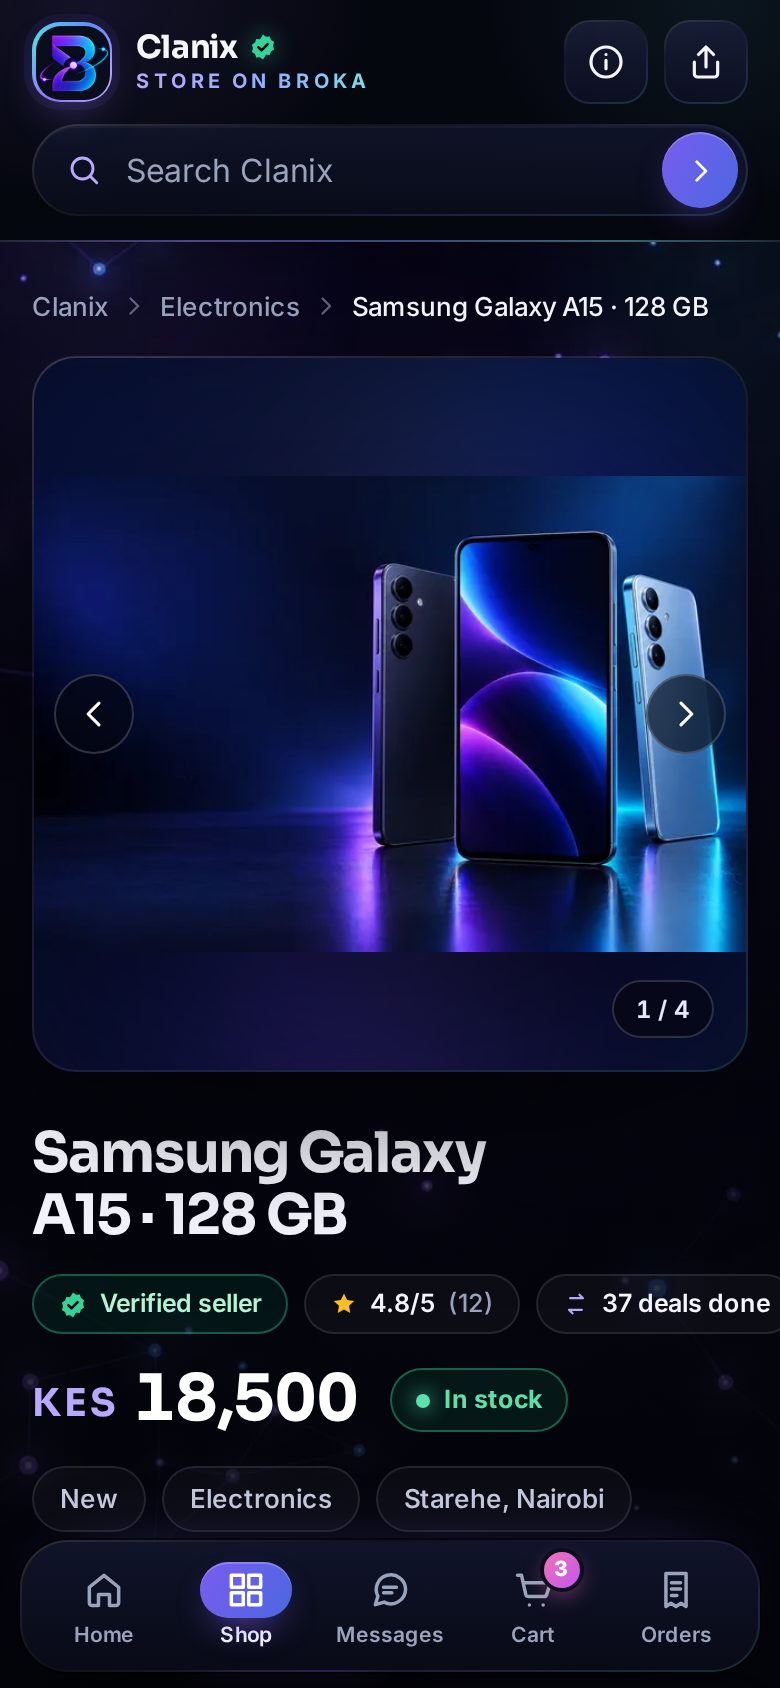 Clanix
STORE ON BROKA
Search Clanix
Clanix > Electronics > Samsung Galaxy A15 · 128 GB
1 / 4
Samsung Galaxy
A15 · 128 GB
Verified seller 4.8/5 (12) 37 deals done
KES 18,500 In stock
New Electronics Starehe, Nairobi
3
Home Shop Messages Cart Orders